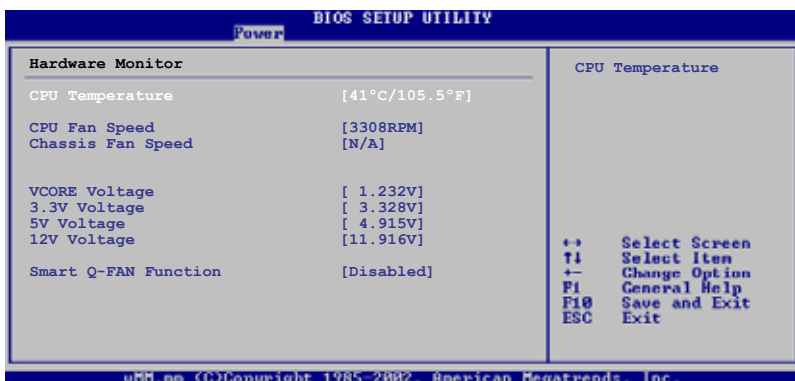 BIOS SETUP UTILITY
Power
Hardware Monitor
CPU Temperature [41°C/105.5°F]
CPU Fan Speed [3308RPM]
Chassis Fan Speed [N/A]
VCORE Voltage [ 1.232V]
3.3V Voltage [ 3.328V]
5V Voltage [ 4.915V]
12V Voltage [11.916V]
Smart Q-FAN Function [Disabled]
CPU Temperature
↔ Select Screen
↑↓ Select Item
+- Change Option
F1 General Help
F10 Save and Exit
ESC Exit
(C)Copyright 1985-2002, American Megatrends, Inc.